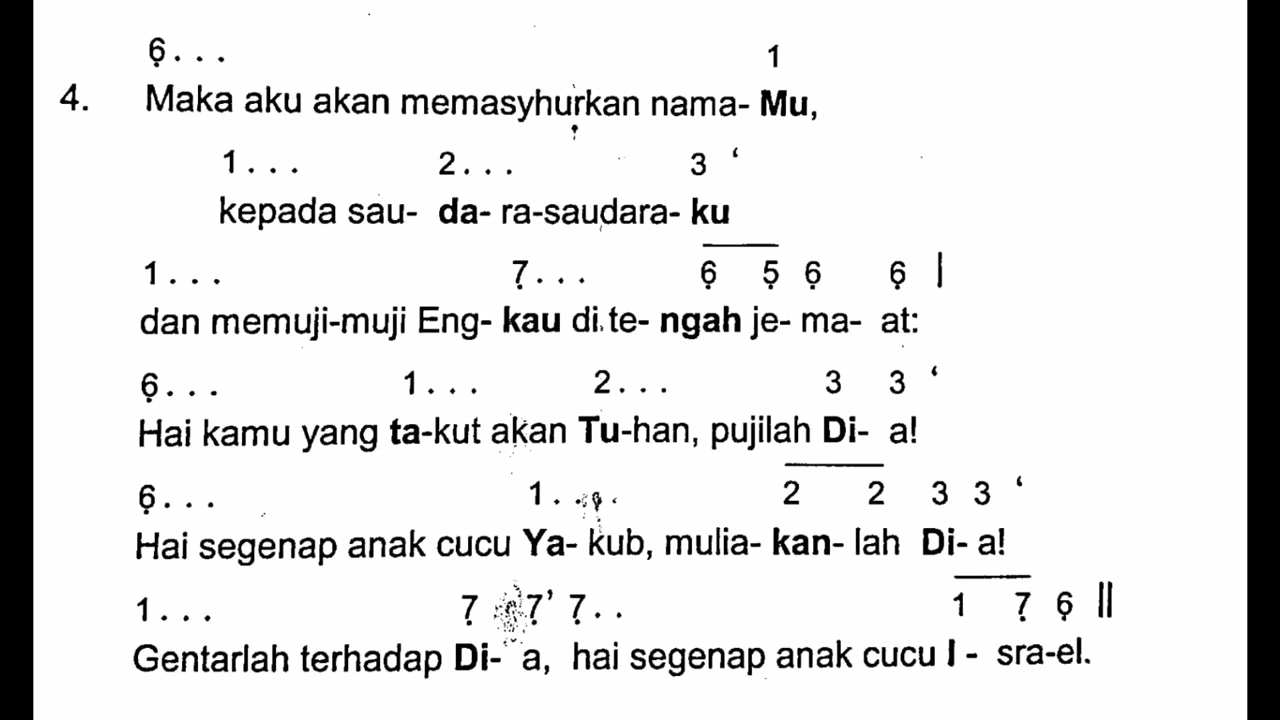 6̣ . . . 1
4. Maka aku akan memasyhurkan nama- Mu,
1 . . . 2 . . . 3 ‘
kepada sau- da- ra-saudara- ku
1 . . . 7̣ . . . 6̣ 5̣ 6̣ 6̣ |
dan memuji-muji Eng- kau di te- ngah je- ma- at:
6̣ . . . 1 . . . 2 . . . 3 3 ‘
Hai kamu yang ta-kut akan Tu-han, pujilah Di- a!
6̣ . . . 1 . . . 2 2 3 3 ‘
Hai segenap anak cucu Ya- kub, mulia- kan- lah Di- a!
1 . . . 7̣ 7̣ ’ 7̣ . . 1 7̣ 6̣ ||
Gentarlah terhadap Di- a, hai segenap anak cucu I - sra-el.